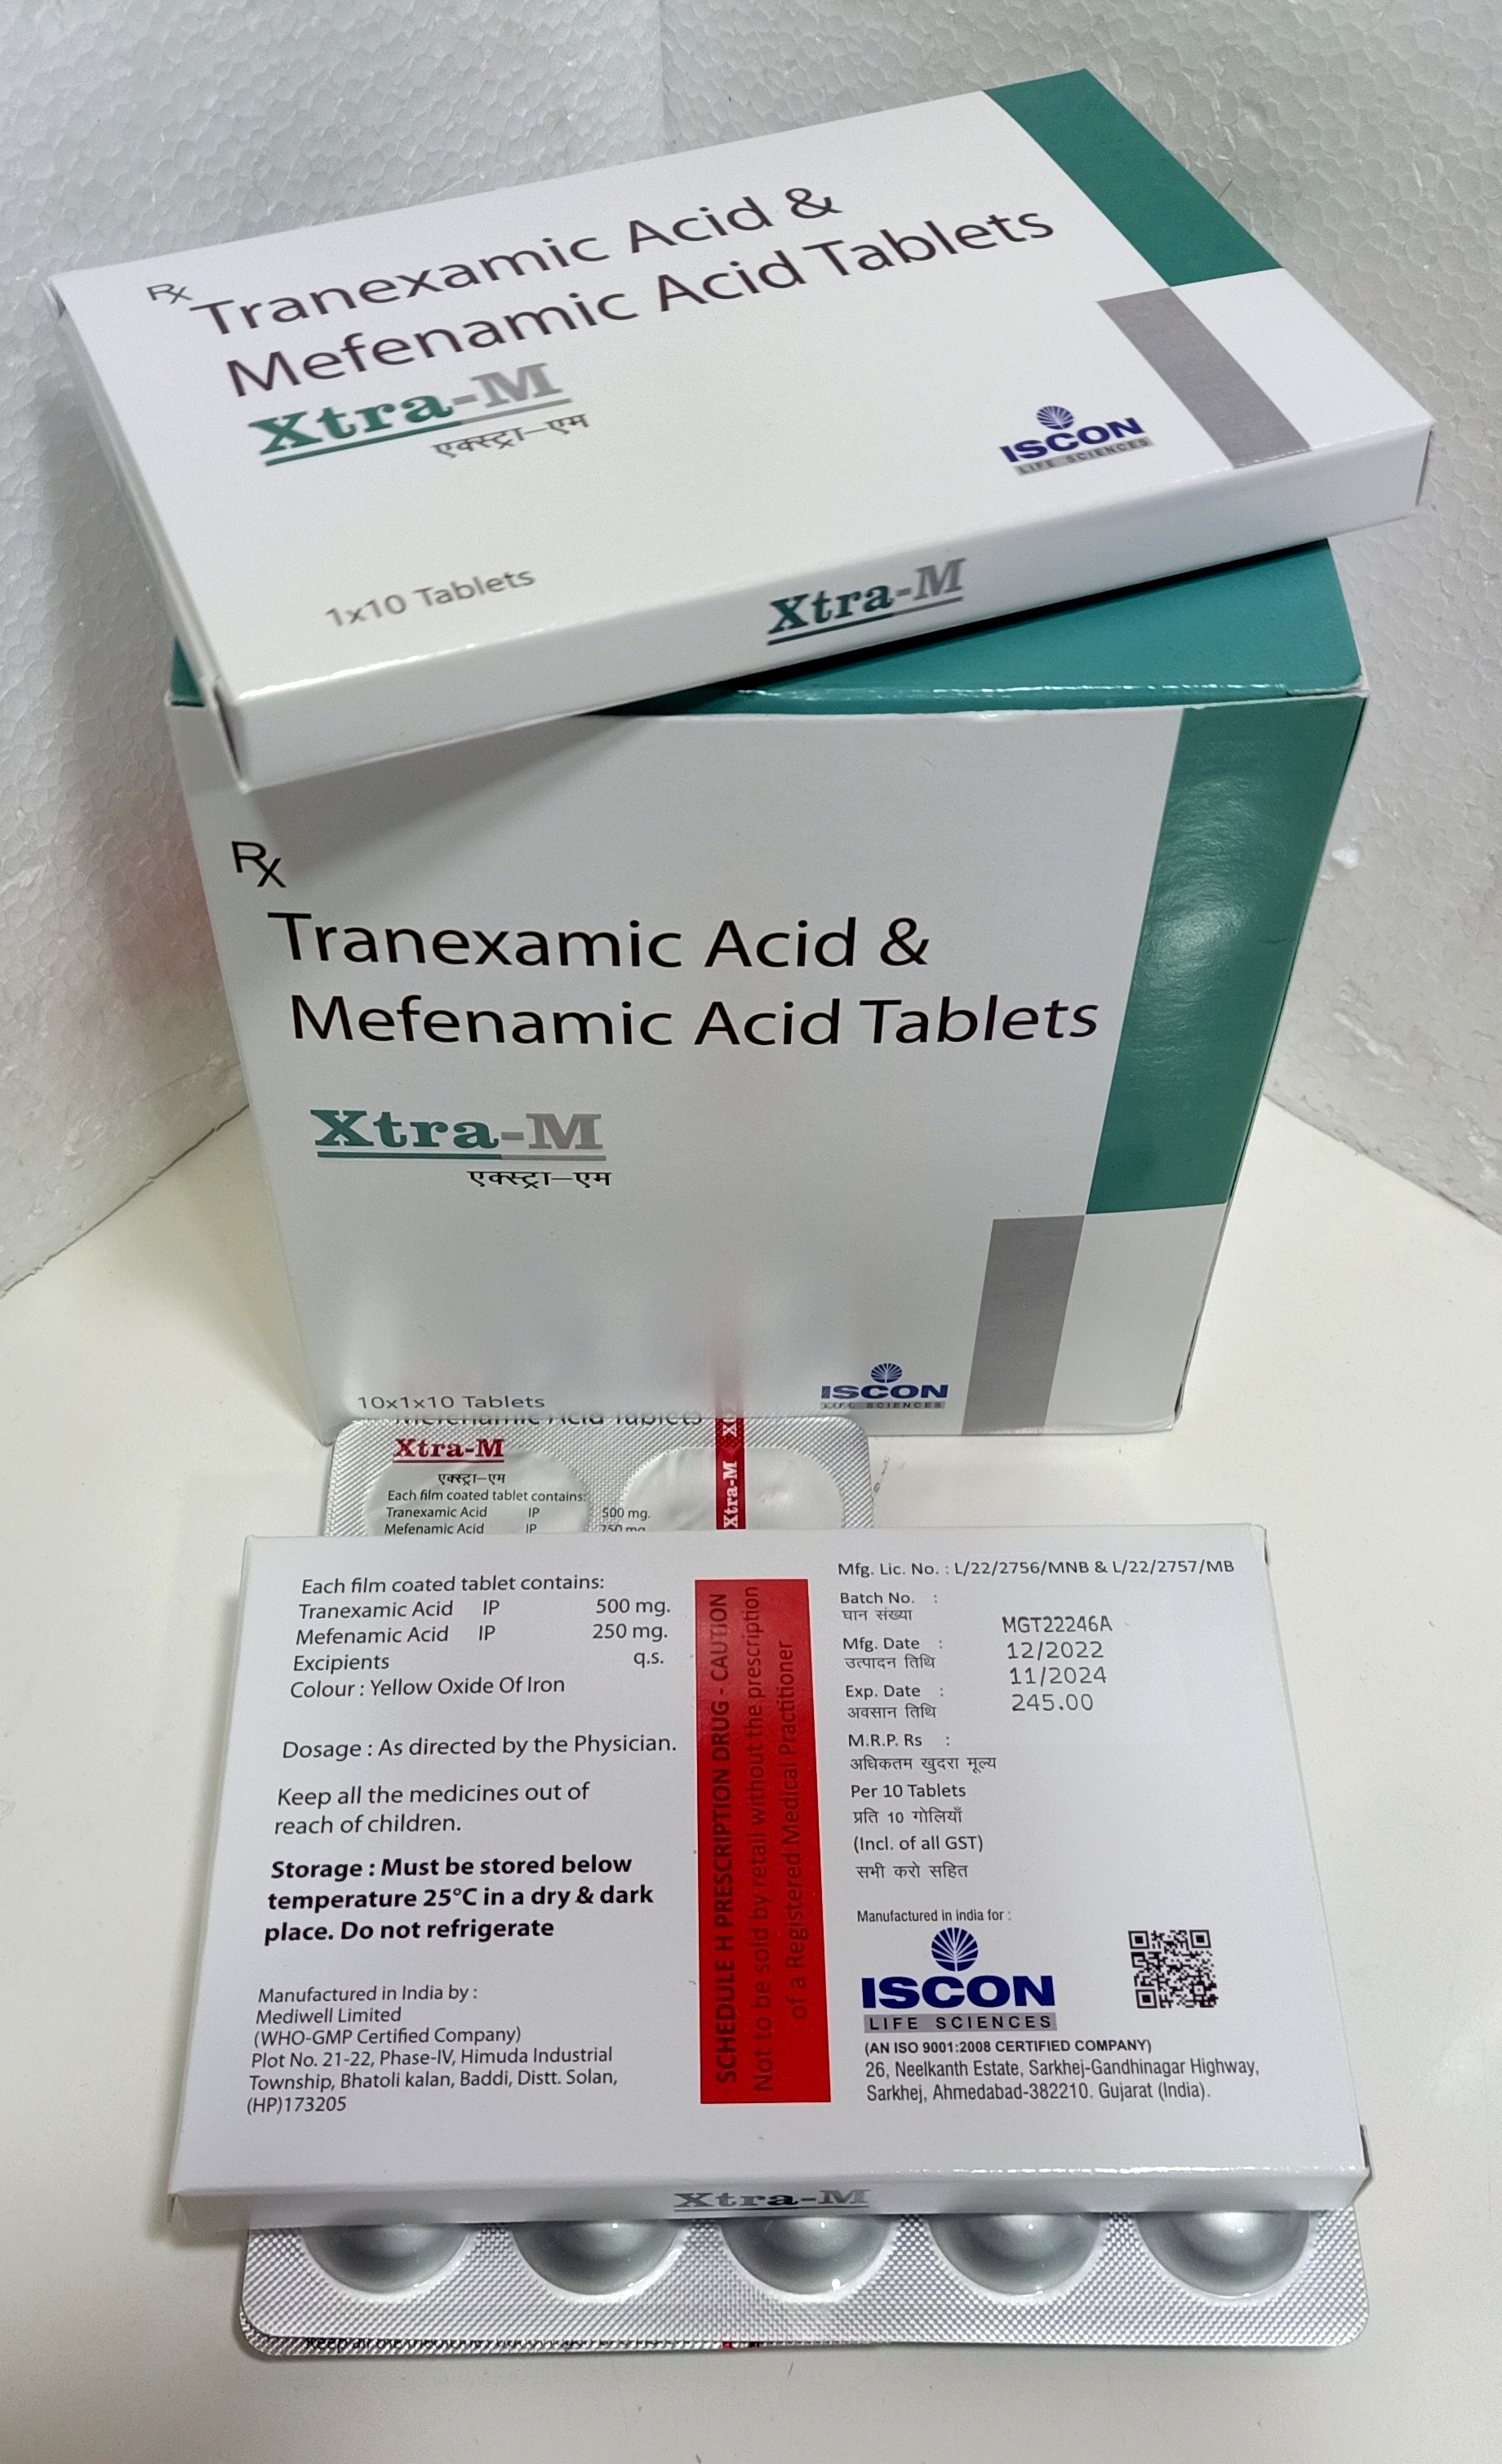 Rx
Tranexamic Acid &
Mefenamic Acid Tablets
Xtra-M
एक्स्ट्रा–एम
ISCON
LIFE SCIENCES
1x10 Tablets
Xtra-M
Rx
Tranexamic Acid &
Mefenamic Acid Tablets
Xtra-M
एक्स्ट्रा–एम
10x1x10 Tablets
ISCON
LIFE SCIENCES
Mefenamic Acid Tablets
Xtra-M
एक्स्ट्रा–एम
Each film coated tablet contains:
Tranexamic Acid IP 500 mg.
Mefenamic Acid IP 250 mg.
Xtra-M
Each film coated tablet contains:
Tranexamic Acid IP 500 mg.
Mefenamic Acid IP 250 mg.
Excipients q.s.
Colour : Yellow Oxide Of Iron
Dosage : As directed by the Physician.
Keep all the medicines out of
reach of children.
Storage : Must be stored below
temperature 25°C in a dry & dark
place. Do not refrigerate
Manufactured in India by :
Mediwell Limited
(WHO-GMP Certified Company)
Plot No. 21-22, Phase-IV, Himuda Industrial
Township, Bhatoli kalan, Baddi, Distt. Solan,
(HP)173205
SCHEDULE H PRESCRIPTION DRUG - CAUTION
Not to be sold by retail without the prescription
of a Registered Medical Practitioner
Mfg. Lic. No. : L/22/2756/MNB & L/22/2757/MB
Batch No. :
घान संख्या
MGT22246A
Mfg. Date :
12/2022
उत्पादन तिथि
11/2024
Exp. Date :
245.00
अवसान तिथि
M.R.P. Rs :
अधिकतम खुदरा मूल्य
Per 10 Tablets
प्रति 10 गोलियाँ
(Incl. of all GST)
सभी करो सहित
Manufactured in india for :
ISCON
LIFE SCIENCES
(AN ISO 9001:2008 CERTIFIED COMPANY)
26, Neelkanth Estate, Sarkhej-Gandhinagar Highway,
Sarkhej, Ahmedabad-382210. Gujarat (India).
Xtra-M